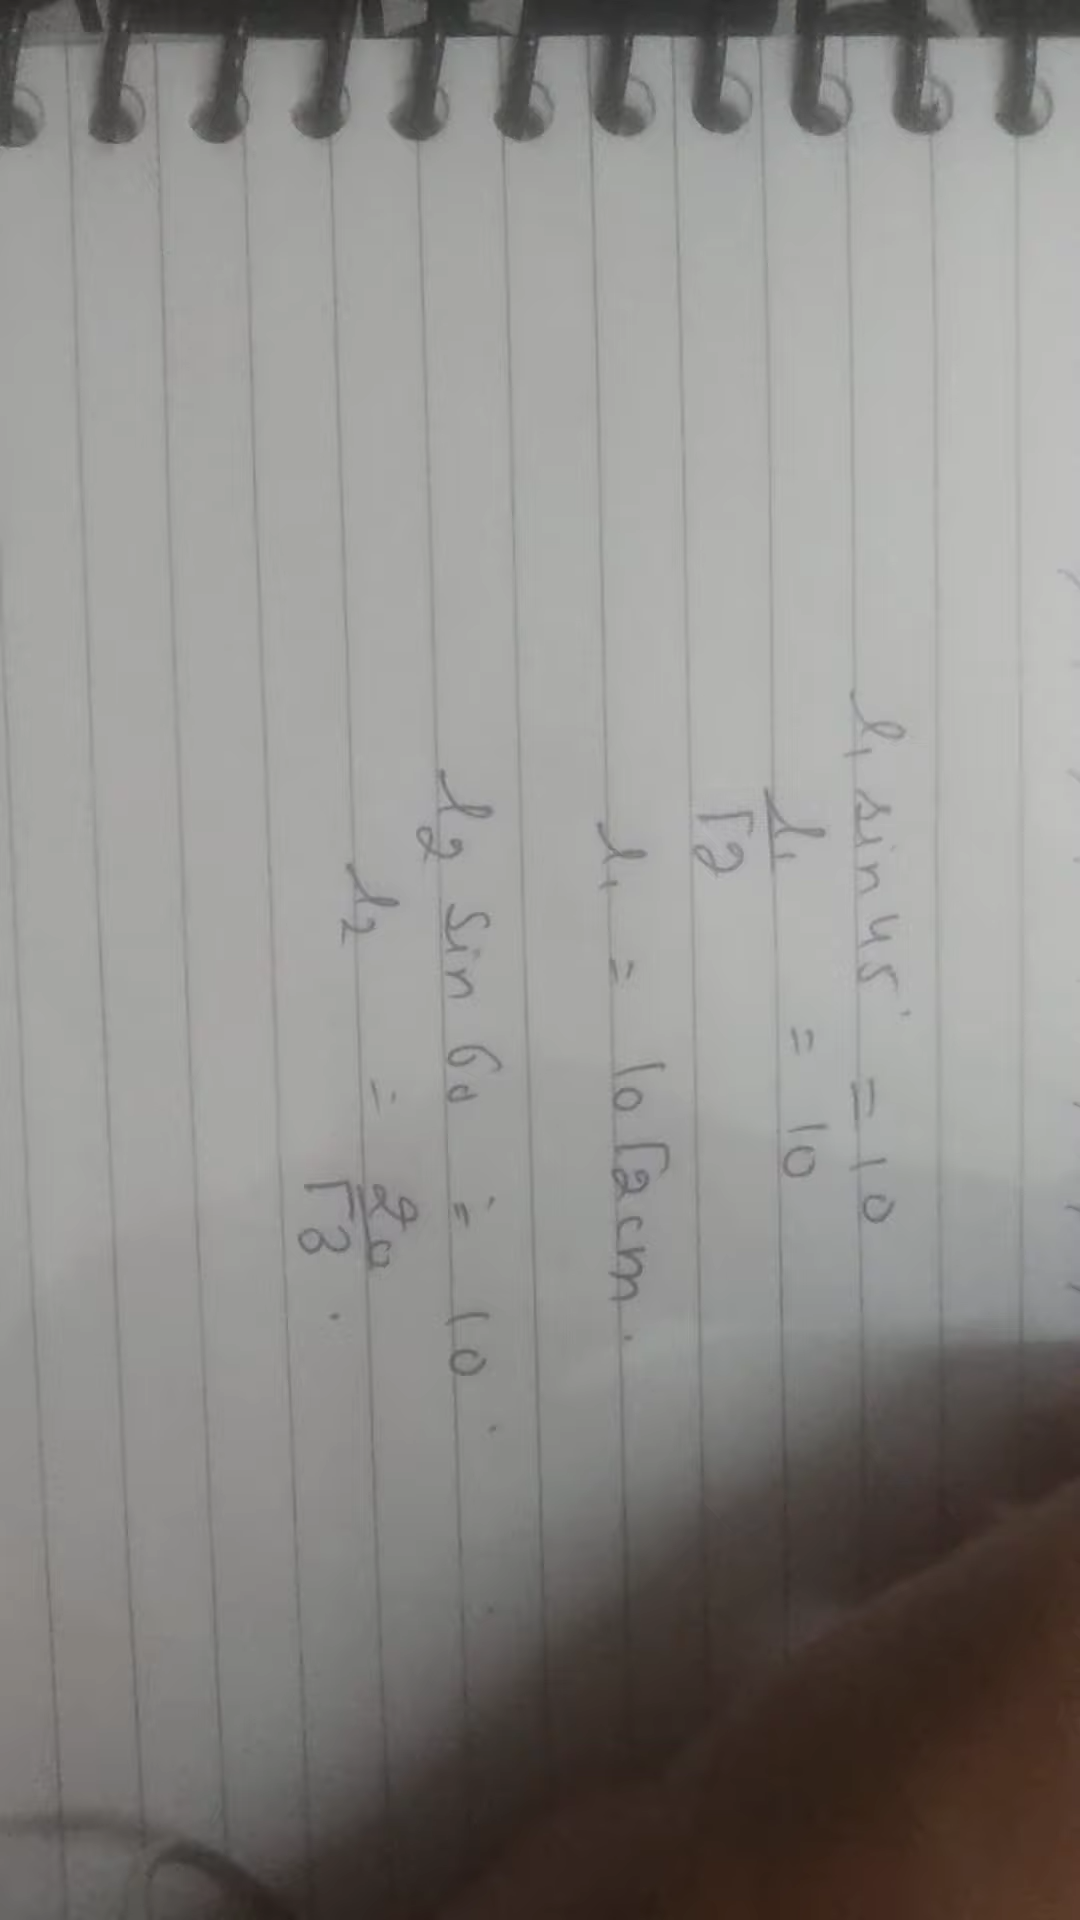 l₁ sin 45° = 10
l₁/√2 = 10
l₁ = 10√2 cm.
l₂ sin 60 = 10.
l₂ = 20/√3.